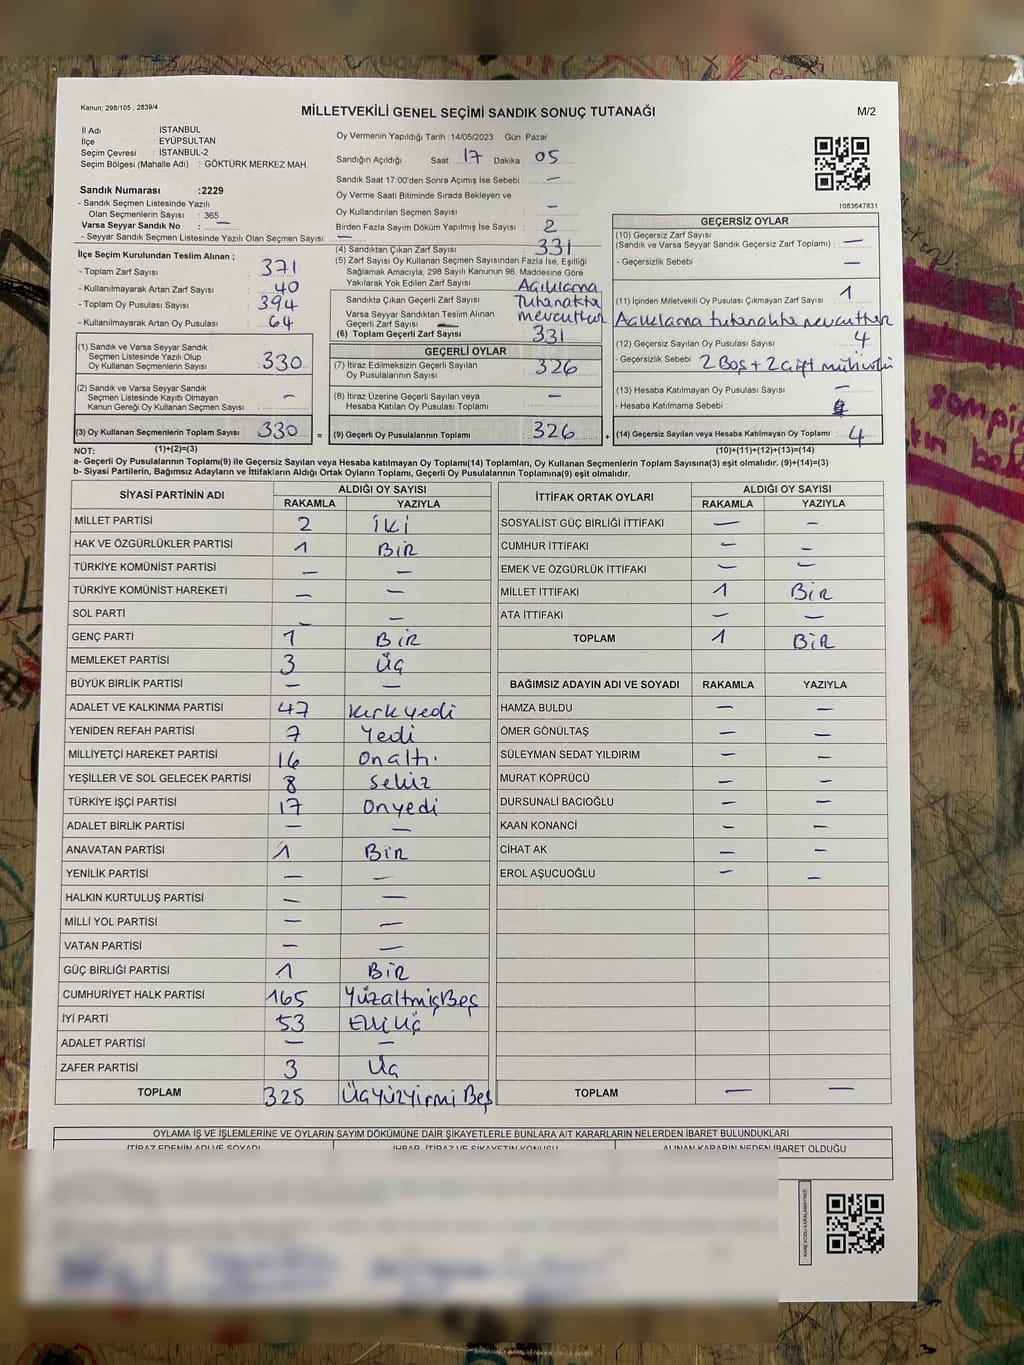 Kanun; 298/105 , 2839/4
MİLLETVEKİLİ GENEL SEÇİMİ SANDIK SONUÇ TUTANAĞI
M/2
İl Adı : İSTANBUL
İlçe : EYÜPSULTAN
Seçim Çevresi : İSTANBUL-2
Seçim Bölgesi (Mahalle Adı) : GÖKTÜRK MERKEZ MAH.
Sandık Numarası :2229
- Sandık Seçmen Listesinde Yazılı
Olan Seçmenlerin Sayısı : 365
Varsa Seyyar Sandık No : —
- Seyyar Sandık Seçmen Listesinde Yazılı Olan Seçmen Sayısı: —
Oy Vermenin Yapıldığı Tarih : 14/05/2023 Gün: Pazar
Sandığın Açıldığı Saat: 17 Dakika : 05
Sandık Saat 17:00'den Sonra Açımış İse Sebebi : —
Oy Verme Saati Bitiminde Sırada Bekleyen ve
Oy Kullandırılan Seçmen Sayısı : —
Birden Fazla Sayım Döküm Yapılmış İse Sayısı : 2
1083647831
İlçe Seçim Kurulundan Teslim Alınan ;
- Toplam Zarf Sayısı : 371
- Kullanılmayarak Artan Zarf Sayısı : 40
- Toplam Oy Pusulası Sayısı : 394
- Kullanılmayarak Artan Oy Pusulası : 64
(1) Sandık ve Varsa Seyyar Sandık
Seçmen Listesinde Yazılı Olup
Oy Kullanan Seçmenlerin Sayısı : 330
(2) Sandık ve Varsa Seyyar Sandık
Seçmen Listesinde Kayıtlı Olmayan
Kanun Gereği Oy Kullanan Seçmen Sayısı : —
(3) Oy Kullanan Seçmenlerin Toplam Sayısı : 330 =
(4) Sandıktan Çıkan Zarf Sayısı : 331
(5) Zarf Sayısı Oy Kullanan Seçmen Sayısından Fazla İse, Eşitliği
Sağlamak Amacıyla, 298 Sayılı Kanunun 98. Maddesine Göre
Yakılarak Yok Edilen Zarf Sayısı : Açıklama
Sandıkta Çıkan Geçerli Zarf Sayısı : Tutanakta
Varsa Seyyar Sandıktan Teslim Alınan mevcuttur
Geçerli Zarf Sayısı : —
(6) Toplam Geçerli Zarf Sayısı : 331
GEÇERLİ OYLAR
(7) İtiraz Edilmeksizin Geçerli Sayılan
Oy Pusulalarının Sayısı : 326
(8) İtiraz Üzerine Geçerli Sayılan veya
Hesaba Katılan Oy Pusulaları Toplamı : —
(9) Geçerli Oy Pusulalarının Toplamı : 326 +
GEÇERSİZ OYLAR
(10) Geçersiz Zarf Sayısı
(Sandık ve Varsa Seyyar Sandık Geçersiz Zarf Toplamı) : —
- Geçersizlik Sebebi : —
(11) İçinden Milletvekili Oy Pusulası Çıkmayan Zarf Sayısı : 1
Açıklama tutanakta mevcuttur
(12) Geçersiz Sayılan Oy Pusulası Sayısı : 4
- Geçersizlik Sebebi : 2 Boş + 2 çift mühürlü
(13) Hesaba Katılmayan Oy Pusulası Sayısı : —
- Hesaba Katılmama Sebebi :
(14) Geçersiz Sayılan veya Hesaba Katılmayan Oy Toplamı : 4
NOT: (1)+(2)=(3) (10)+(11)+(12)+(13)=(14)
a- Geçerli Oy Pusulalarının Toplamı(9) ile Geçersiz Sayılan veya Hesaba katılmayan Oy Toplamı(14) Toplamları, Oy Kullanan Seçmenlerin Toplam Sayısına(3) eşit olmalıdır. (9)+(14)=(3)
b- Siyasi Partilerin, Bağımsız Adayların ve İttifakların Aldığı Ortak Oyların Toplamı, Geçerli Oy Pusulalarının Toplamına(9) eşit olmalıdır.
SİYASİ PARTİNİN ADI ALDIĞI OY SAYISI
RAKAMLA YAZIYLA
MİLLET PARTİSİ 2 İKİ
HAK VE ÖZGÜRLÜKLER PARTİSİ 1 BİR
TÜRKİYE KOMÜNİST PARTİSİ — —
TÜRKİYE KOMÜNİST HAREKETİ — —
SOL PARTİ — —
GENÇ PARTİ 1 BİR
MEMLEKET PARTİSİ 3 Üç
BÜYÜK BİRLİK PARTİSİ — —
ADALET VE KALKINMA PARTİSİ 47 Kırkyedi
YENİDEN REFAH PARTİSİ 7 Yedi
MİLLİYETÇİ HAREKET PARTİSİ 16 Onaltı
YEŞİLLER VE SOL GELECEK PARTİSİ 8 Sekiz
TÜRKİYE İŞÇİ PARTİSİ 17 Onyedi
ADALET BİRLİK PARTİSİ — —
ANAVATAN PARTİSİ 1 BİR
YENİLİK PARTİSİ — —
HALKIN KURTULUŞ PARTİSİ — —
MİLLİ YOL PARTİSİ — —
VATAN PARTİSİ — —
GÜÇ BİRLİĞİ PARTİSİ 1 BİR
CUMHURİYET HALK PARTİSİ 165 YüzaltmışBeş
İYİ PARTİ 53 Elliüç
ADALET PARTİSİ — —
ZAFER PARTİSİ 3 Üç
TOPLAM 325 ÜçyüzyirmiBeş
İTTİFAK ORTAK OYLARI ALDIĞI OY SAYISI
RAKAMLA YAZIYLA
SOSYALİST GÜÇ BİRLİĞİ İTTİFAKI — —
CUMHUR İTTİFAKI — —
EMEK VE ÖZGÜRLÜK İTTİFAKI — —
MİLLET İTTİFAKI 1 BİR
ATA İTTİFAKI — —
TOPLAM 1 BİR
BAĞIMSIZ ADAYIN ADI VE SOYADI RAKAMLA YAZIYLA
HAMZA BULDU — —
ÖMER GÖNÜLTAŞ — —
SÜLEYMAN SEDAT YILDIRIM — —
MURAT KÖPRÜCÜ — —
DURSUNALİ BACIOĞLU — —
KAAN KONANCİ — —
CİHAT AK — —
EROL AŞUCUOĞLU — —
TOPLAM — —
OYLAMA İŞ VE İŞLEMLERİNE VE OYLARIN SAYIM DÖKÜMÜNE DAİR ŞİKAYETLERLE BUNLARA AİT KARARLARIN NELERDEN İBARET BULUNDUKLARI
İTİRAZ EDENİN ADI VE SOYADI İHBAR, İTİRAZ VE ŞİKAYETİN KONUSU ALINAN KARARIN NEDEN İBARET OLDUĞU